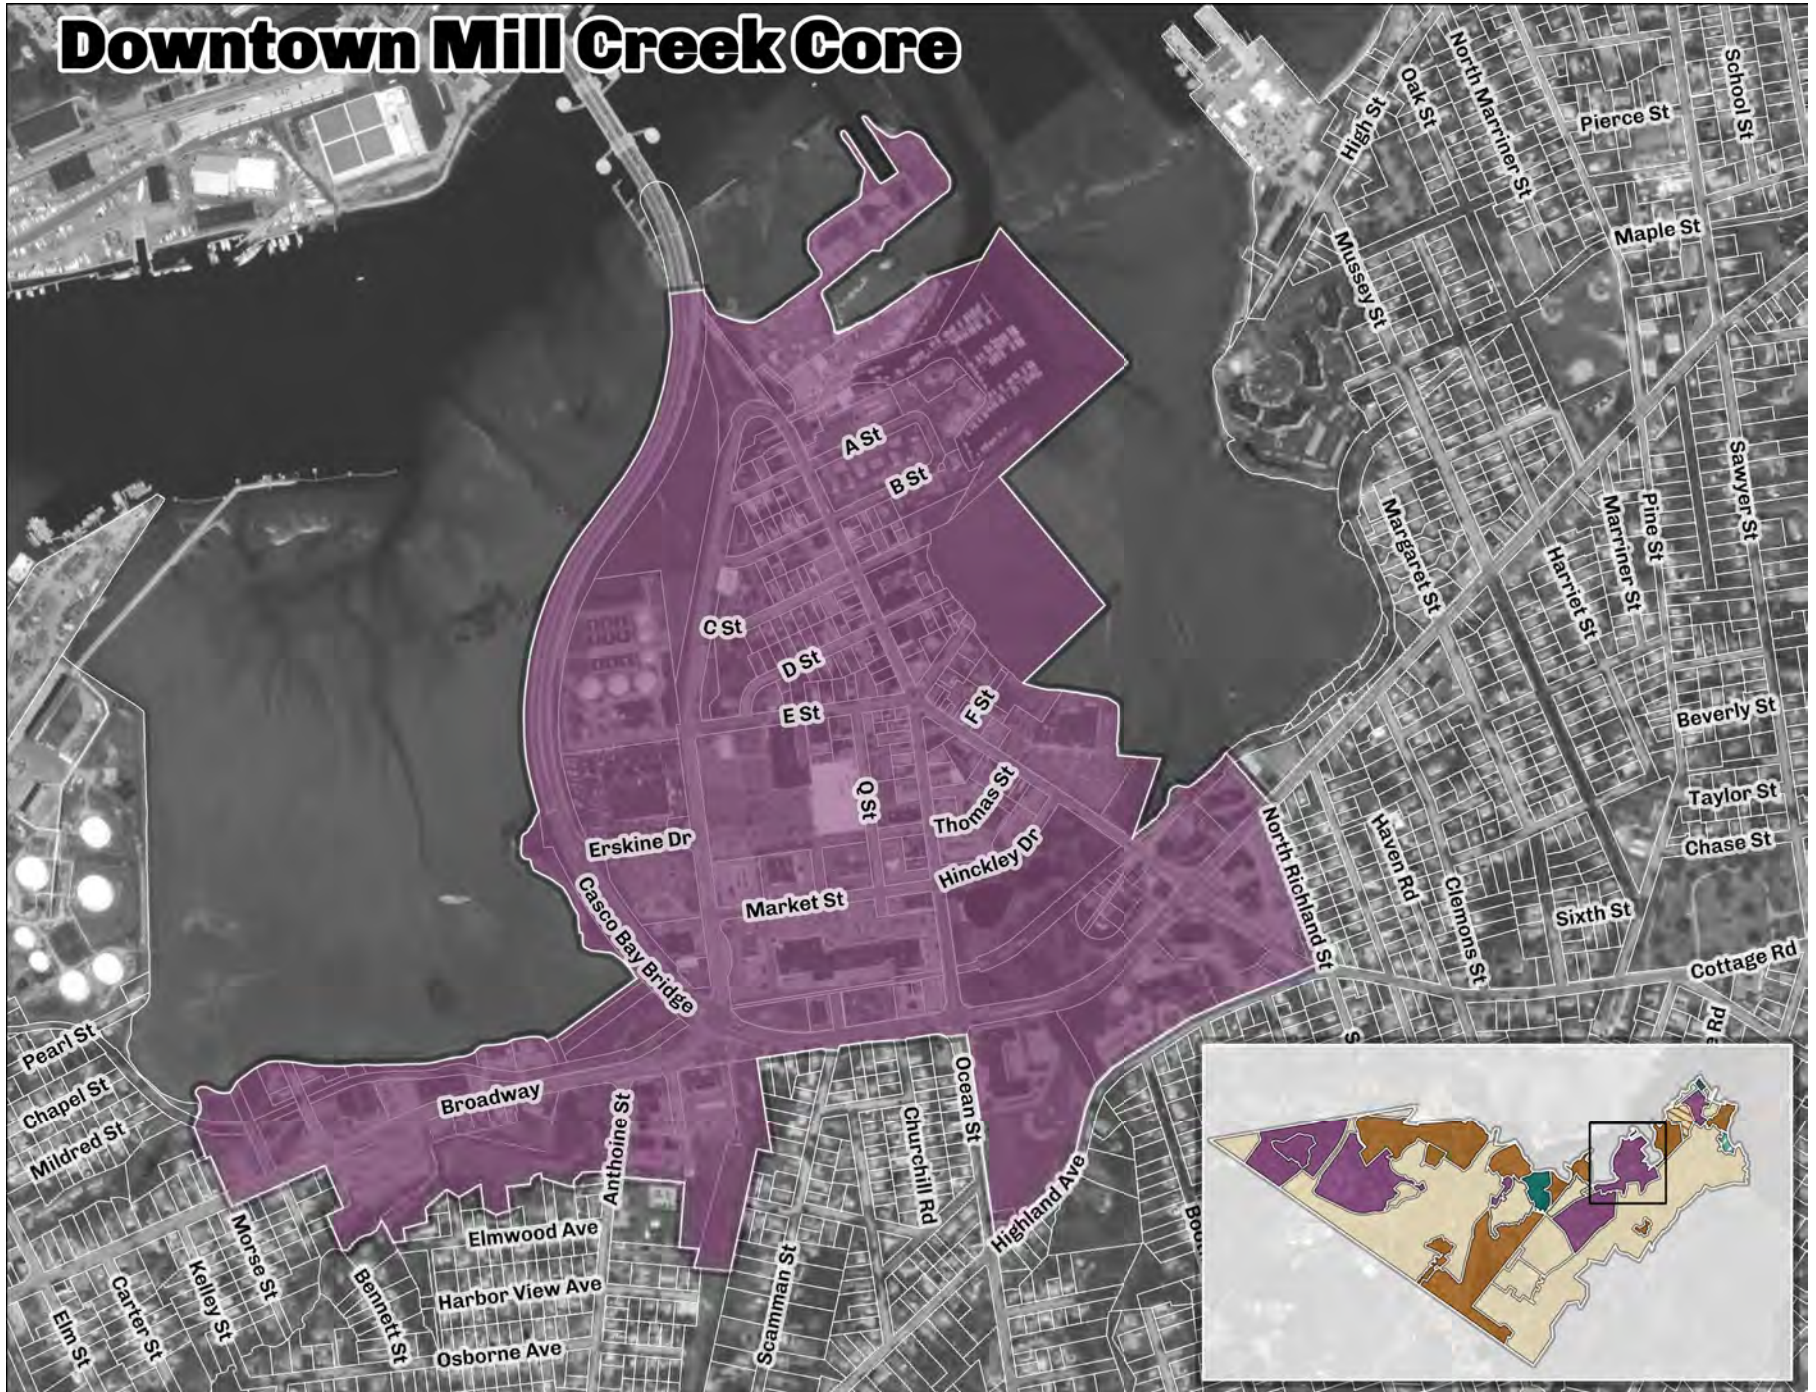 Downtown Mill Creek Core
High St
Oak St
North Marriner St
Pierce St
School St
Maple St
Mussey St
A St
B St
Sawyer St
Pine St
Marriner St
Margaret St
Harriet St
C St
D St
E St
F St
Beverly St
Q St
Thomas St
Taylor St
Erskine Dr
Hinckley Dr
North Richland St
Haven Rd
Chase St
Casco Bay Bridge
Market St
Clemons St
Sixth St
Cottage Rd
Pearl St
Chapel St
Mildred St
Broadway
Anthoine St
Ocean St
Churchill Rd
Highland Ave
S
e Rd
Elmwood Ave
Morse St
Kelley St
Carter St
Elm St
Bennett St
Harbor View Ave
Osborne Ave
Scamman St